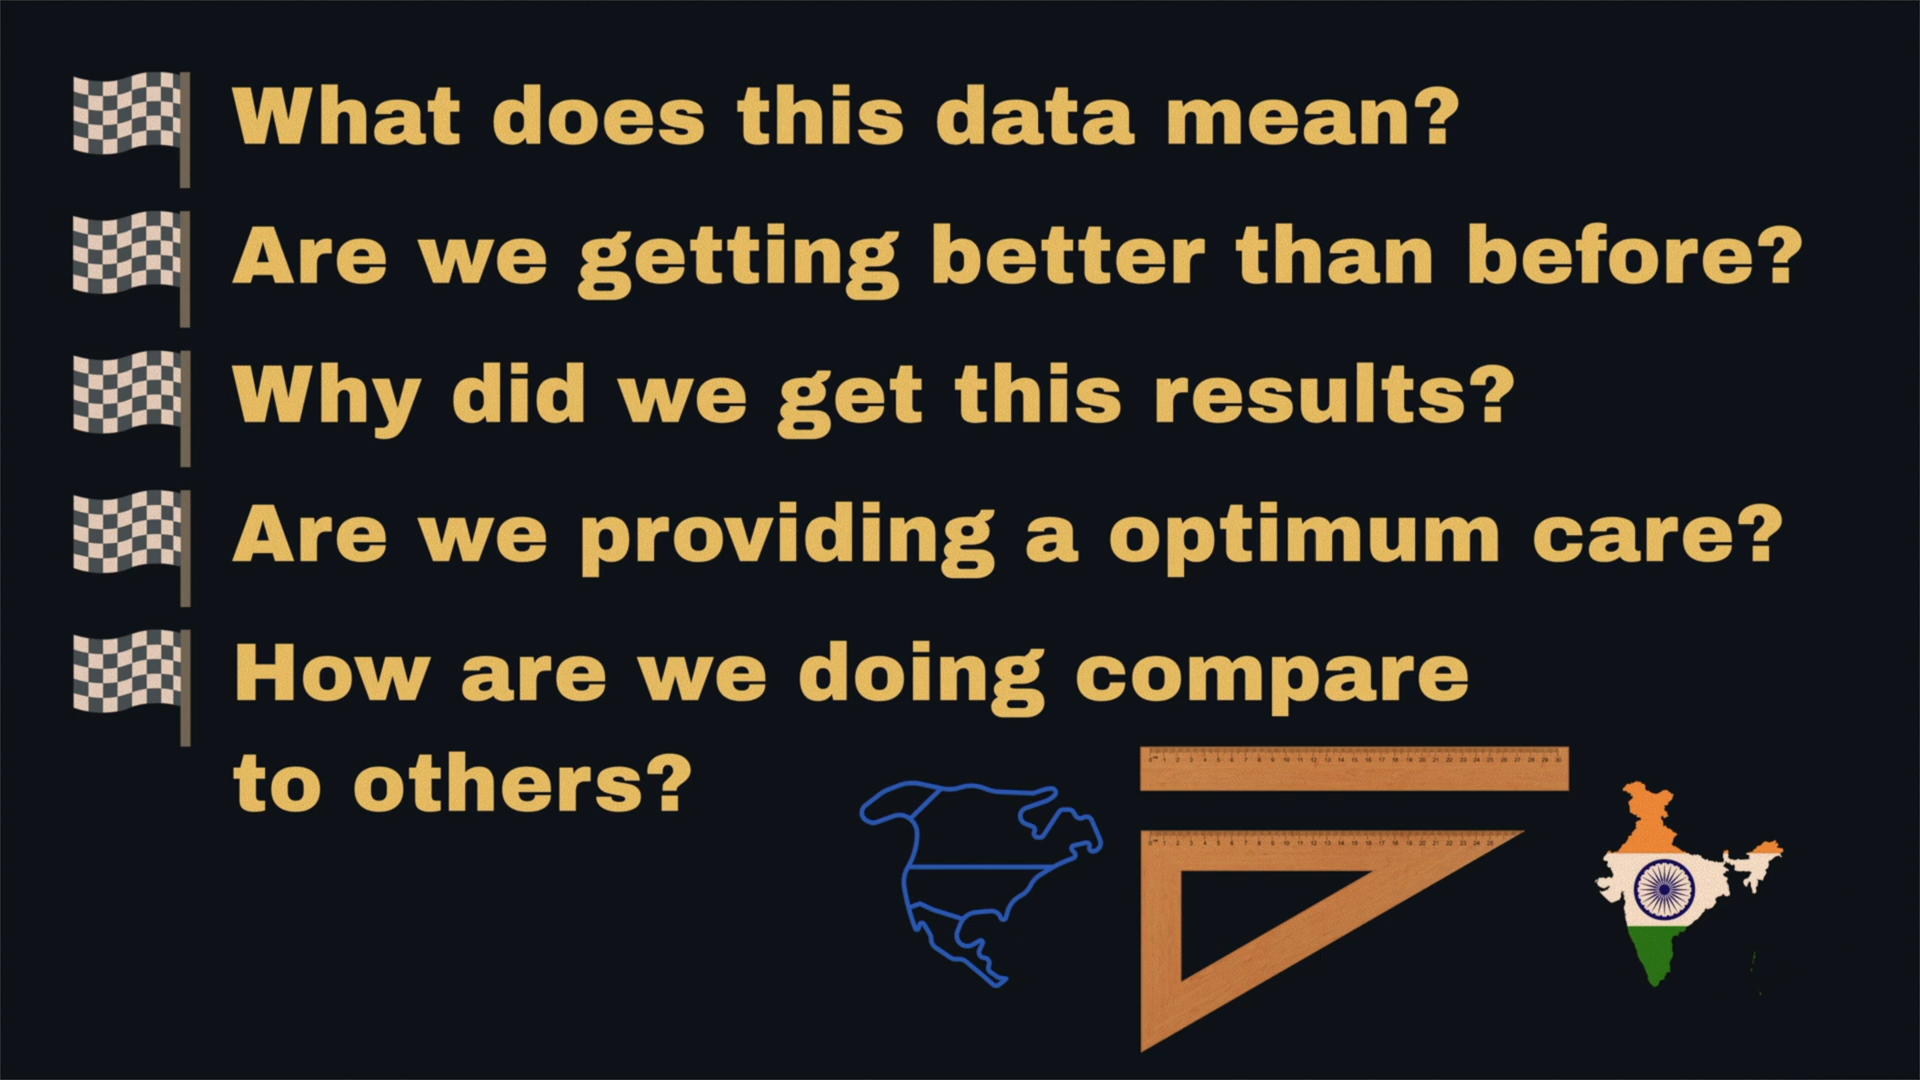 What does this data mean?
Are we getting better than before?
Why did we get this results?
Are we providing a optimum care?
How are we doing compare
to others?